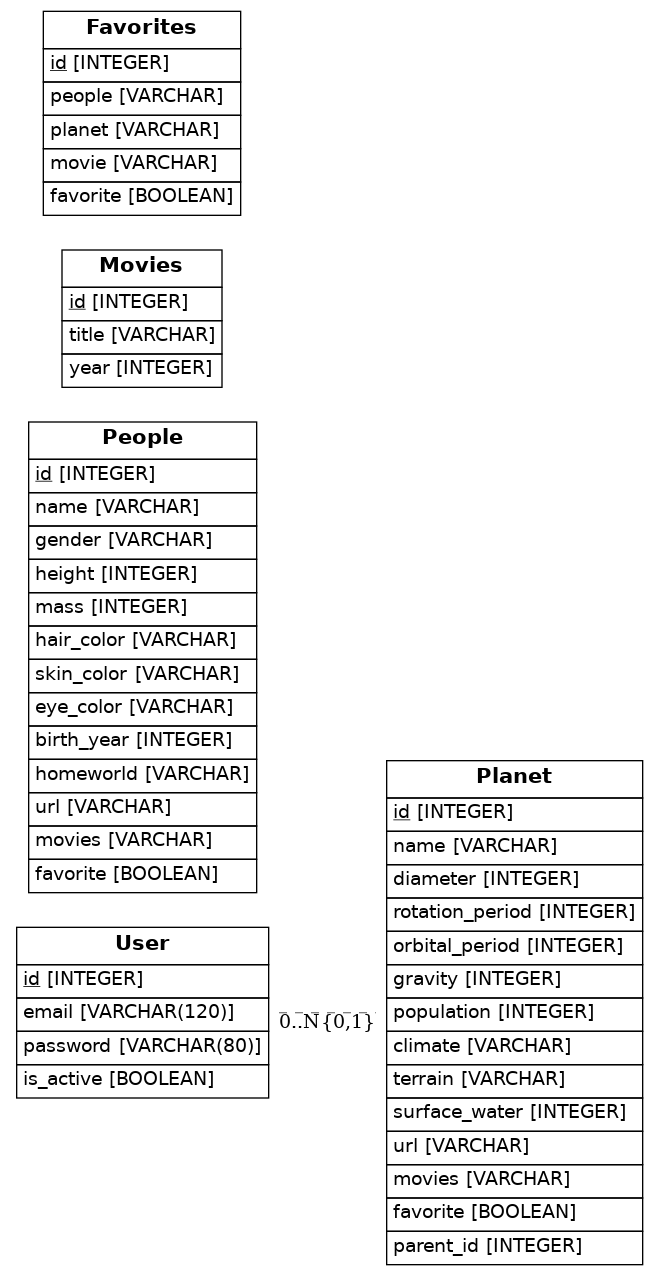 Favorites
id [INTEGER]
people [VARCHAR]
planet [VARCHAR]
movie [VARCHAR]
favorite [BOOLEAN]
Movies
id [INTEGER]
title [VARCHAR]
year [INTEGER]
People
id [INTEGER]
name [VARCHAR]
gender [VARCHAR]
height [INTEGER]
mass [INTEGER]
hair_color [VARCHAR]
skin_color [VARCHAR]
eye_color [VARCHAR]
birth_year [INTEGER]
homeworld [VARCHAR]
url [VARCHAR]
movies [VARCHAR]
favorite [BOOLEAN]
User
id [INTEGER]
email [VARCHAR(120)]
password [VARCHAR(80)]
is_active [BOOLEAN]
0..N{0,1}
Planet
id [INTEGER]
name [VARCHAR]
diameter [INTEGER]
rotation_period [INTEGER]
orbital_period [INTEGER]
gravity [INTEGER]
population [INTEGER]
climate [VARCHAR]
terrain [VARCHAR]
surface_water [INTEGER]
url [VARCHAR]
movies [VARCHAR]
favorite [BOOLEAN]
parent_id [INTEGER]